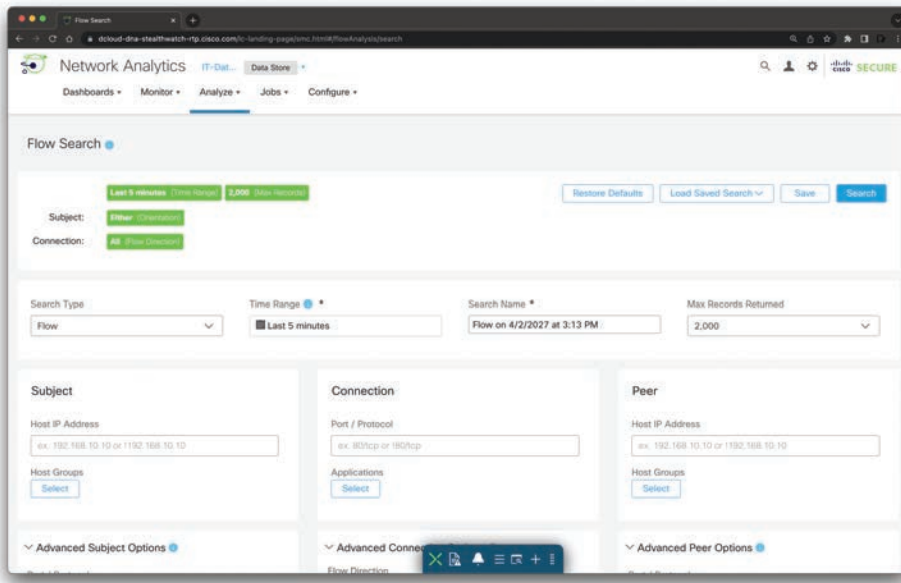 Flow Search
dcloud-dna-stealthwatch-rtp.cisco.com/lc-landing-page/smc.html#/flowAnalysis/search
Network Analytics IT-Dat... Data Store
cisco SECURE
Dashboards Monitor Analyze Jobs Configure
Flow Search
Last 5 minutes (Time Range) 2,000 (Max Records)
Restore Defaults Load Saved Search Save Search
Subject: Either (Orientation)
Connection: All (Flow Direction)
Search Type Time Range * Search Name * Max Records Returned
Flow Last 5 minutes Flow on 4/2/2027 at 3:13 PM 2,000
Subject Connection Peer
Host IP Address Port / Protocol Host IP Address
ex. 192.168.10.10 or !192.168.10.10 ex. 80/tcp or !80/tcp ex. 192.168.10.10 or !192.168.10.10
Host Groups Applications Host Groups
Select Select Select
Advanced Subject Options Advanced Advanced Peer Options
Flow Direction